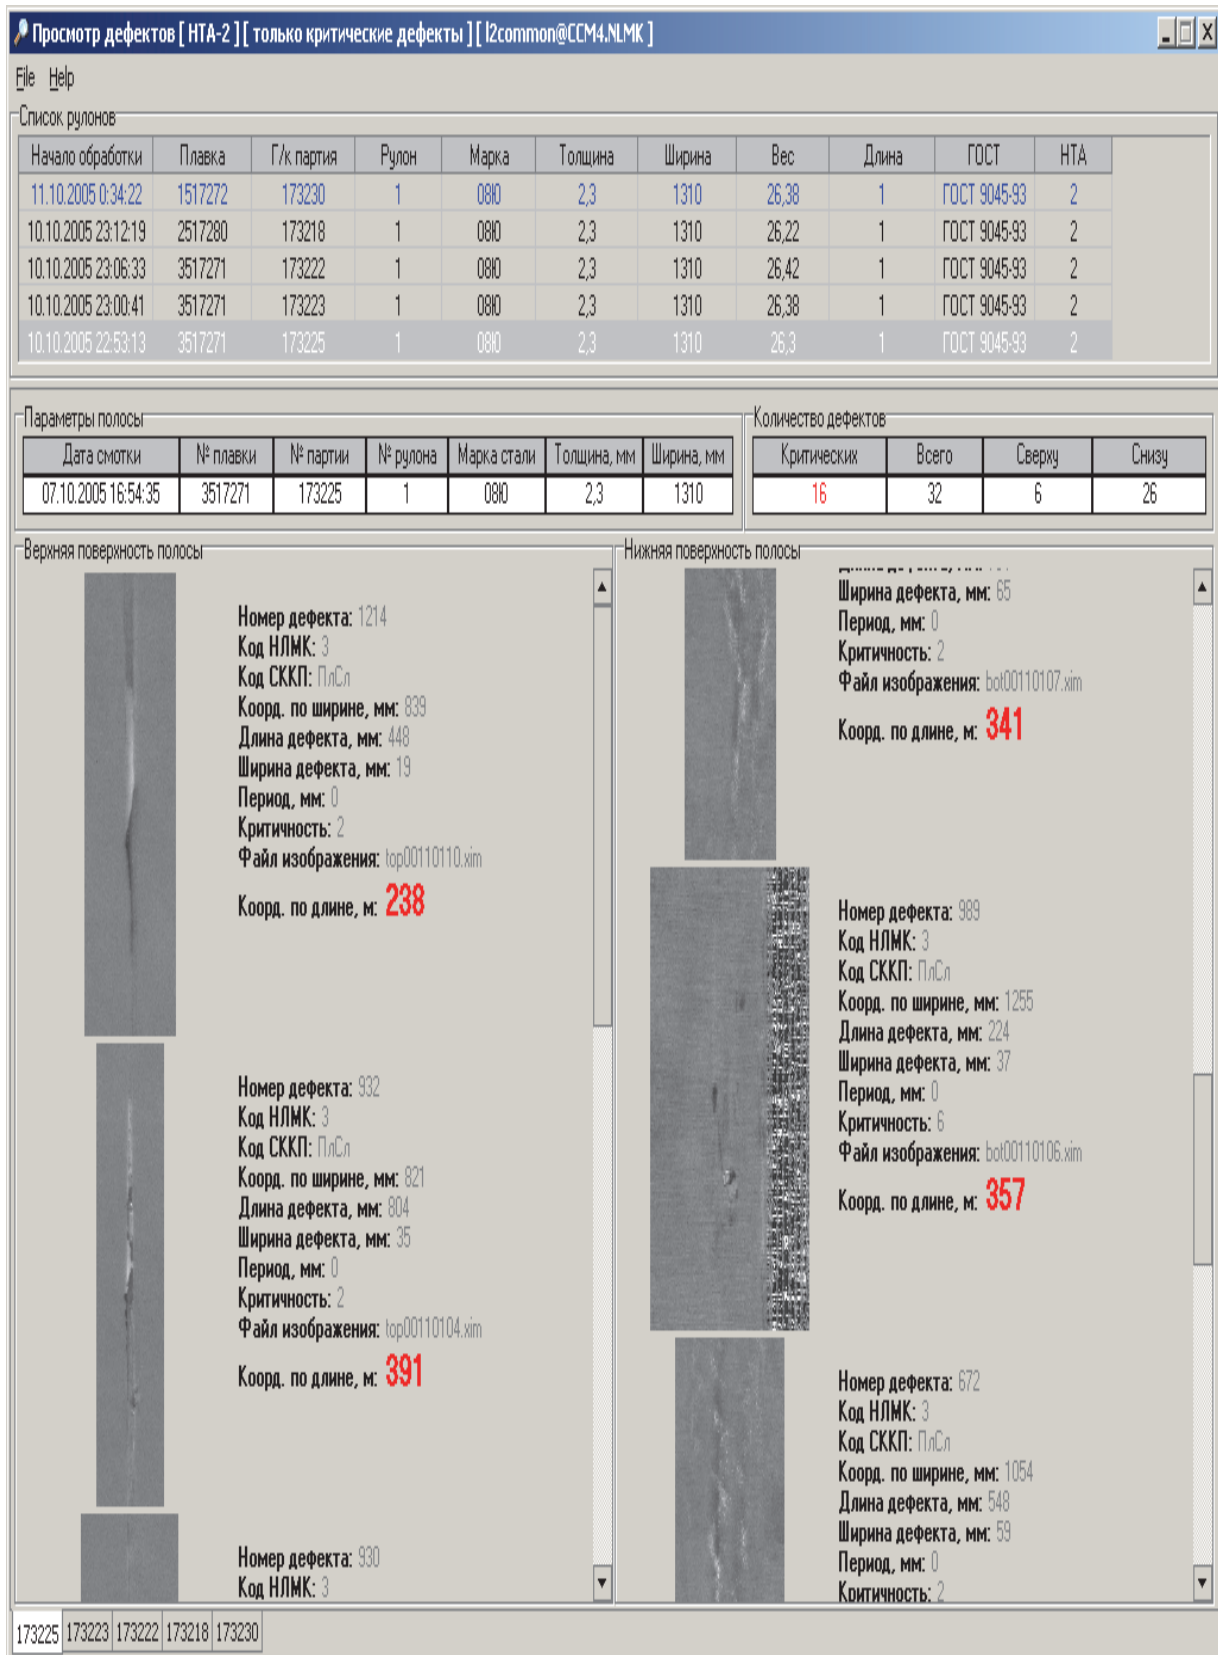 Просмотр дефектов [ НТА-2 ] [ только критические дефекты ] [ l2common@CCM4.NLMK ]
File Help
Список рулонов
Начало обработки Плавка Г/к партия Рулон Марка Толщина Ширина Вес Длина ГОСТ НТА
11.10.2005 0:34:22 1517272 173230 1 08Ю 2,3 1310 26,38 1 ГОСТ 9045-93 2
10.10.2005 23:12:19 2517280 173218 1 08Ю 2,3 1310 26,22 1 ГОСТ 9045-93 2
10.10.2005 23:06:33 3517271 173222 1 08Ю 2,3 1310 26,42 1 ГОСТ 9045-93 2
10.10.2005 23:00:41 3517271 173223 1 08Ю 2,3 1310 26,38 1 ГОСТ 9045-93 2
10.10.2005 22:53:13 3517271 173225 1 08Ю 2,3 1310 26,3 1 ГОСТ 9045-93 2
Параметры полосы
Дата смотки № плавки № партии № рулона Марка стали Толщина, мм Ширина, мм
07.10.2005 16:54:35 3517271 173225 1 08Ю 2,3 1310
Количество дефектов
Критических Всего Сверху Снизу
16 32 6 26
Верхняя поверхность полосы
Номер дефекта: 1214
Код НЛМК: 3
Код СККП: ПлСл
Коорд. по ширине, мм: 839
Длина дефекта, мм: 448
Ширина дефекта, мм: 19
Период, мм: 0
Критичность: 2
Файл изображения: top00110110.xim
Коорд. по длине, м: 238
Номер дефекта: 932
Код НЛМК: 3
Код СККП: ПлСл
Коорд. по ширине, мм: 821
Длина дефекта, мм: 804
Ширина дефекта, мм: 35
Период, мм: 0
Критичность: 2
Файл изображения: top00110104.xim
Коорд. по длине, м: 391
Номер дефекта: 930
Код НЛМК: 3
Нижняя поверхность полосы
Ширина дефекта, мм: 65
Период, мм: 0
Критичность: 2
Файл изображения: bot00110107.xim
Коорд. по длине, м: 341
Номер дефекта: 989
Код НЛМК: 3
Код СККП: ПлСл
Коорд. по ширине, мм: 1255
Длина дефекта, мм: 224
Ширина дефекта, мм: 37
Период, мм: 0
Критичность: 6
Файл изображения: bot00110106.xim
Коорд. по длине, м: 357
Номер дефекта: 672
Код НЛМК: 3
Код СККП: ПлСл
Коорд. по ширине, мм: 1054
Длина дефекта, мм: 548
Ширина дефекта, мм: 59
Период, мм: 0
Критичность: 2
173225 173223 173222 173218 173230